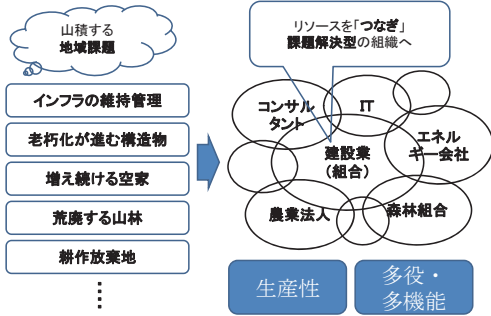 山積する
地域課題
インフラの維持管理
老朽化が進む構造物
増え続ける空家
荒廃する山林
耕作放棄地
リソースを「つなぎ」
課題解決型の組織へ
コンサル
タント
IT
エネル
ギー会社
建設業
(組合)
農業法人
森林組合
生産性
多役・
多機能